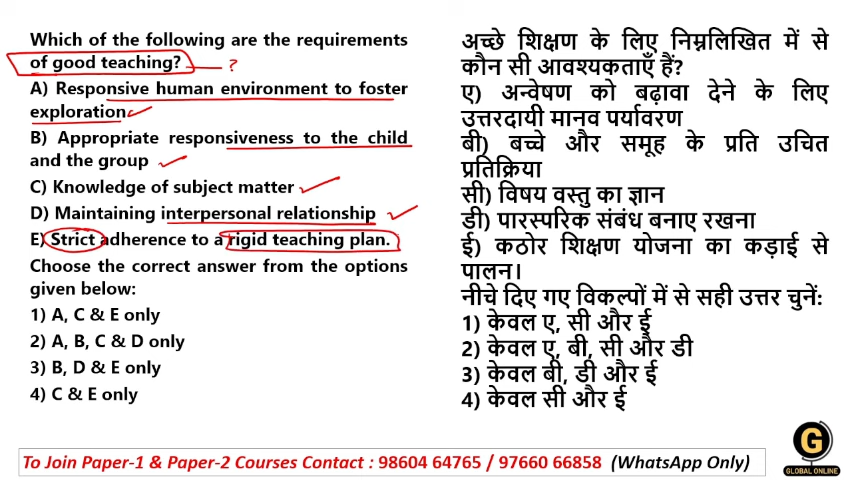 Which of the following are the requirements
of good teaching? ?
A) Responsive human environment to foster
exploration
B) Appropriate responsiveness to the child
and the group
C) Knowledge of subject matter
D) Maintaining interpersonal relationship
E) Strict adherence to a rigid teaching plan.
Choose the correct answer from the options
given below:
1) A, C & E only
2) A, B, C & D only
3) B, D & E only
4) C & E only
अच्छे शिक्षण के लिए निम्नलिखित में से
कौन सी आवश्यकताएँ हैं?
ए) अन्वेषण को बढ़ावा देने के लिए
उत्तरदायी मानव पर्यावरण
बी) बच्चे और समूह के प्रति उचित
प्रतिक्रिया
सी) विषय वस्तु का ज्ञान
डी) पारस्परिक संबंध बनाए रखना
ई) कठोर शिक्षण योजना का कड़ाई से
पालन।
नीचे दिए गए विकल्पों में से सही उत्तर चुनें:
1) केवल ए, सी और ई
2) केवल ए, बी, सी और डी
3) केवल बी, डी और ई
4) केवल सी और ई
To Join Paper-1 & Paper-2 Courses Contact : 98604 64765 / 97660 66858 (WhatsApp Only)
G
GLOBAL ONLINE